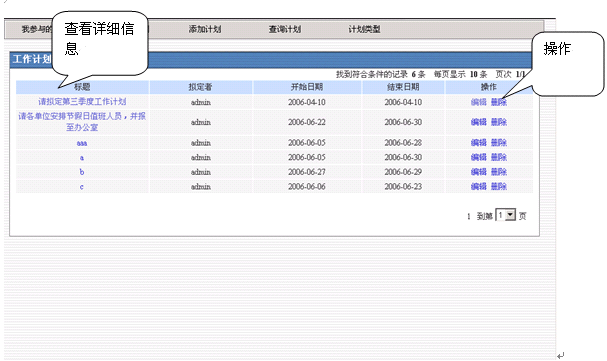 查看详细信
息
操作
我参与的
添加计划
查询计划
计划类型
工作计划
找到符合条件的记录 6 条 每页显示 10 条 页次 1/1
标题 拟定者 开始日期 结束日期 操作
请拟定第三季度工作计划 admin 2006-04-10 2006-04-10 编辑 删除
请各单位安排节假日值班人员，并报
至办公室 admin 2006-06-22 2006-06-30 编辑 删除
aaa admin 2006-06-05 2006-06-28 编辑 删除
a admin 2006-06-05 2006-06-30 编辑 删除
b admin 2006-06-27 2006-06-29 编辑 删除
c admin 2006-06-06 2006-06-23 编辑 删除
1 到第 1 页